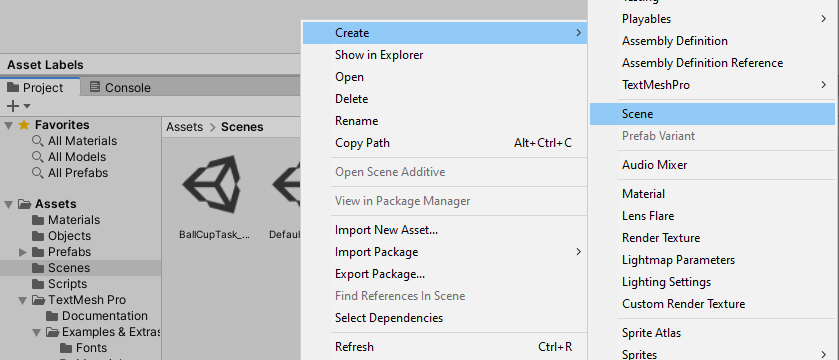 Asset Labels
Project
Console
Favorites
All Materials
All Models
All Prefabs
Assets
Materials
Objects
Prefabs
Scenes
Scripts
TextMesh Pro
Documentation
Examples & Extras
Fonts
Assets > Scenes
BallCupTask_...
Default
Create
Show in Explorer
Open
Delete
Rename
Copy Path Alt+Ctrl+C
Open Scene Additive
View in Package Manager
Import New Asset...
Import Package
Export Package...
Find References In Scene
Select Dependencies
Refresh Ctrl+R
Playables
Assembly Definition
Assembly Definition Reference
TextMeshPro
Scene
Prefab Variant
Audio Mixer
Material
Lens Flare
Render Texture
Lightmap Parameters
Lighting Settings
Custom Render Texture
Sprite Atlas
Sprites